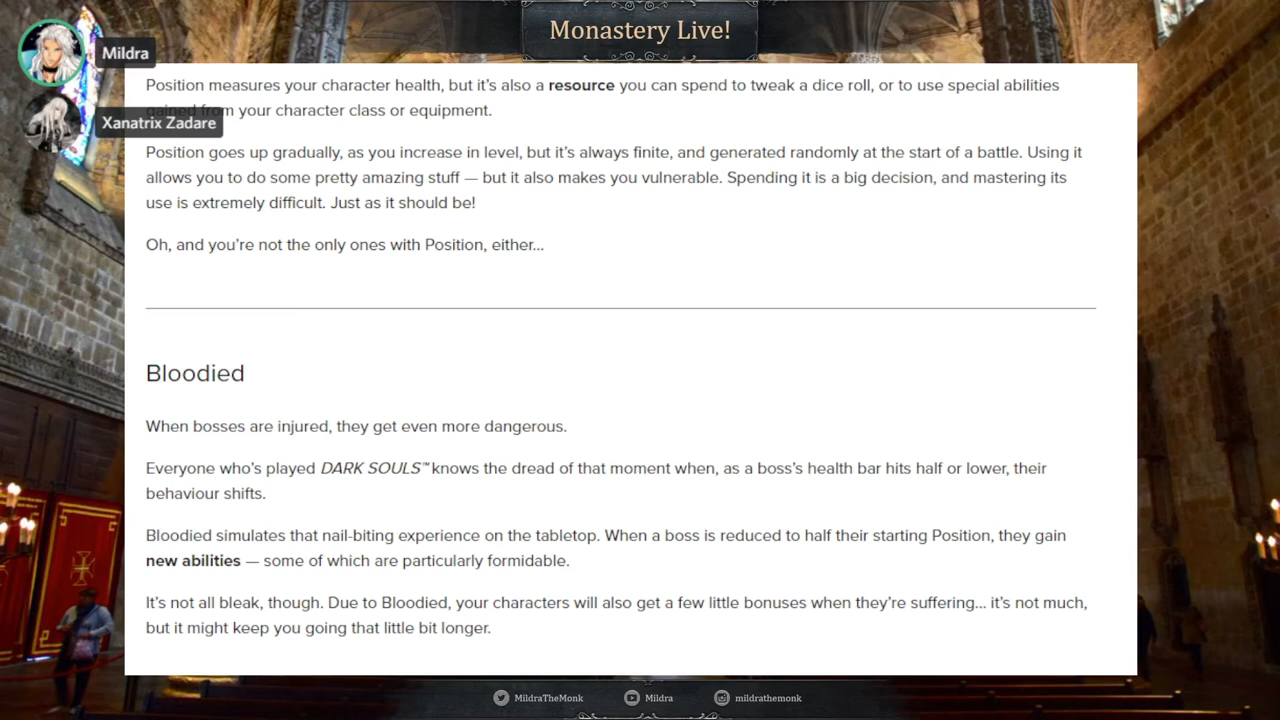 Monastery Live!
Mildra
Xanatrix Zadare
Position measures your character health, but it's also a resource you can spend to tweak a dice roll, or to use special abilities
gained from your character class or equipment.
Position goes up gradually, as you increase in level, but it's always finite, and generated randomly at the start of a battle. Using it
allows you to do some pretty amazing stuff — but it also makes you vulnerable. Spending it is a big decision, and mastering its
use is extremely difficult. Just as it should be!
Oh, and you're not the only ones with Position, either...
Bloodied
When bosses are injured, they get even more dangerous.
Everyone who's played DARK SOULS™ knows the dread of that moment when, as a boss's health bar hits half or lower, their
behaviour shifts.
Bloodied simulates that nail-biting experience on the tabletop. When a boss is reduced to half their starting Position, they gain
new abilities — some of which are particularly formidable.
It's not all bleak, though. Due to Bloodied, your characters will also get a few little bonuses when they're suffering... it's not much,
but it might keep you going that little bit longer.
MildraTheMonk
Mildra
mildrathemonk